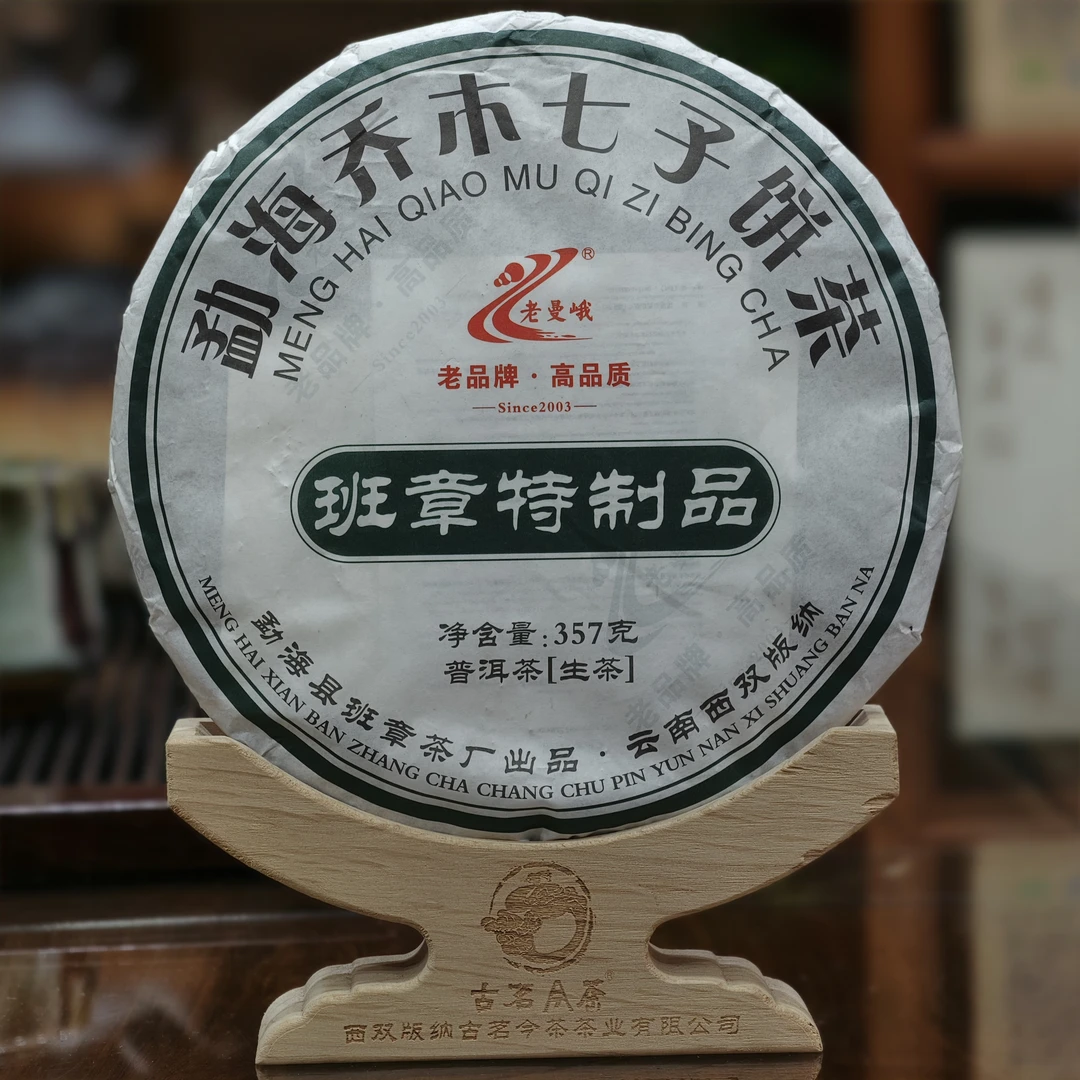 勐海乔木七子饼茶
MENG HAI QIAO MU QI ZI BING CHA
老曼峨®
老品牌·高品质
—Since2003—
班章特制品
净含量:357克
普洱茶[生茶]
勐海县班章茶厂出品·云南西双版纳
MENG HAI XIAN BAN ZHANG CHA CHANG CHU PIN YUN NAN XI SHUANG BAN NA
西双版纳古茗今茶茶业有限公司